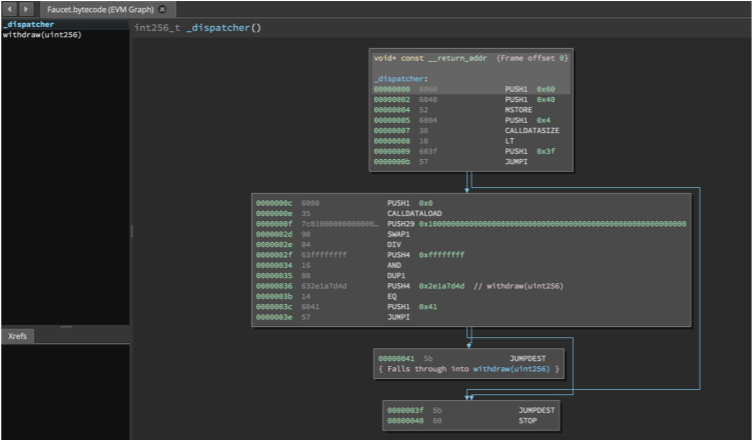 Faucet.bytecode (EVM Graph)
_dispatcher
withdraw(uint256)
int256_t _dispatcher()
void* const __return_addr {Frame offset 0}
_dispatcher:
00000000 6060 PUSH1 0x60
00000002 6040 PUSH1 0x40
00000004 52 MSTORE
00000005 6004 PUSH1 0x4
00000007 36 CALLDATASIZE
00000008 10 LT
00000009 603f PUSH1 0x3f
0000000b 57 JUMPI
0000000c 6000 PUSH1 0x0
0000000e 35 CALLDATALOAD
0000000f 7c01000000000000… PUSH29 0x100000000000000000000000000000000000000000000000000000000
0000002d 90 SWAP1
0000002e 04 DIV
0000002f 63ffffffff PUSH4 0xffffffff
00000034 16 AND
00000035 80 DUP1
00000036 632e1a7d4d PUSH4 0x2e1a7d4d // withdraw(uint256)
0000003b 14 EQ
0000003c 6041 PUSH1 0x41
0000003e 57 JUMPI
Xrefs
00000041 5b JUMPDEST
{ Falls through into withdraw(uint256) }
0000003f 5b JUMPDEST
00000040 00 STOP